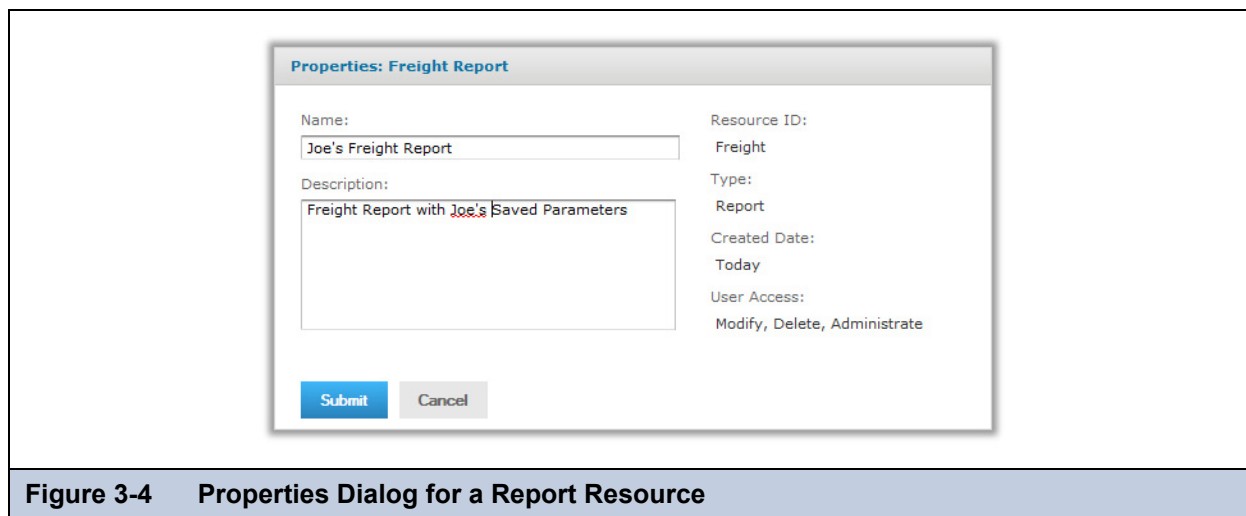 Properties: Freight Report
Name:
Joe's Freight Report
Description:
Freight Report with Joe's Saved Parameters
Resource ID:
Freight
Type:
Report
Created Date:
Today
User Access:
Modify, Delete, Administrate
Submit
Cancel
Figure 3-4 Properties Dialog for a Report Resource